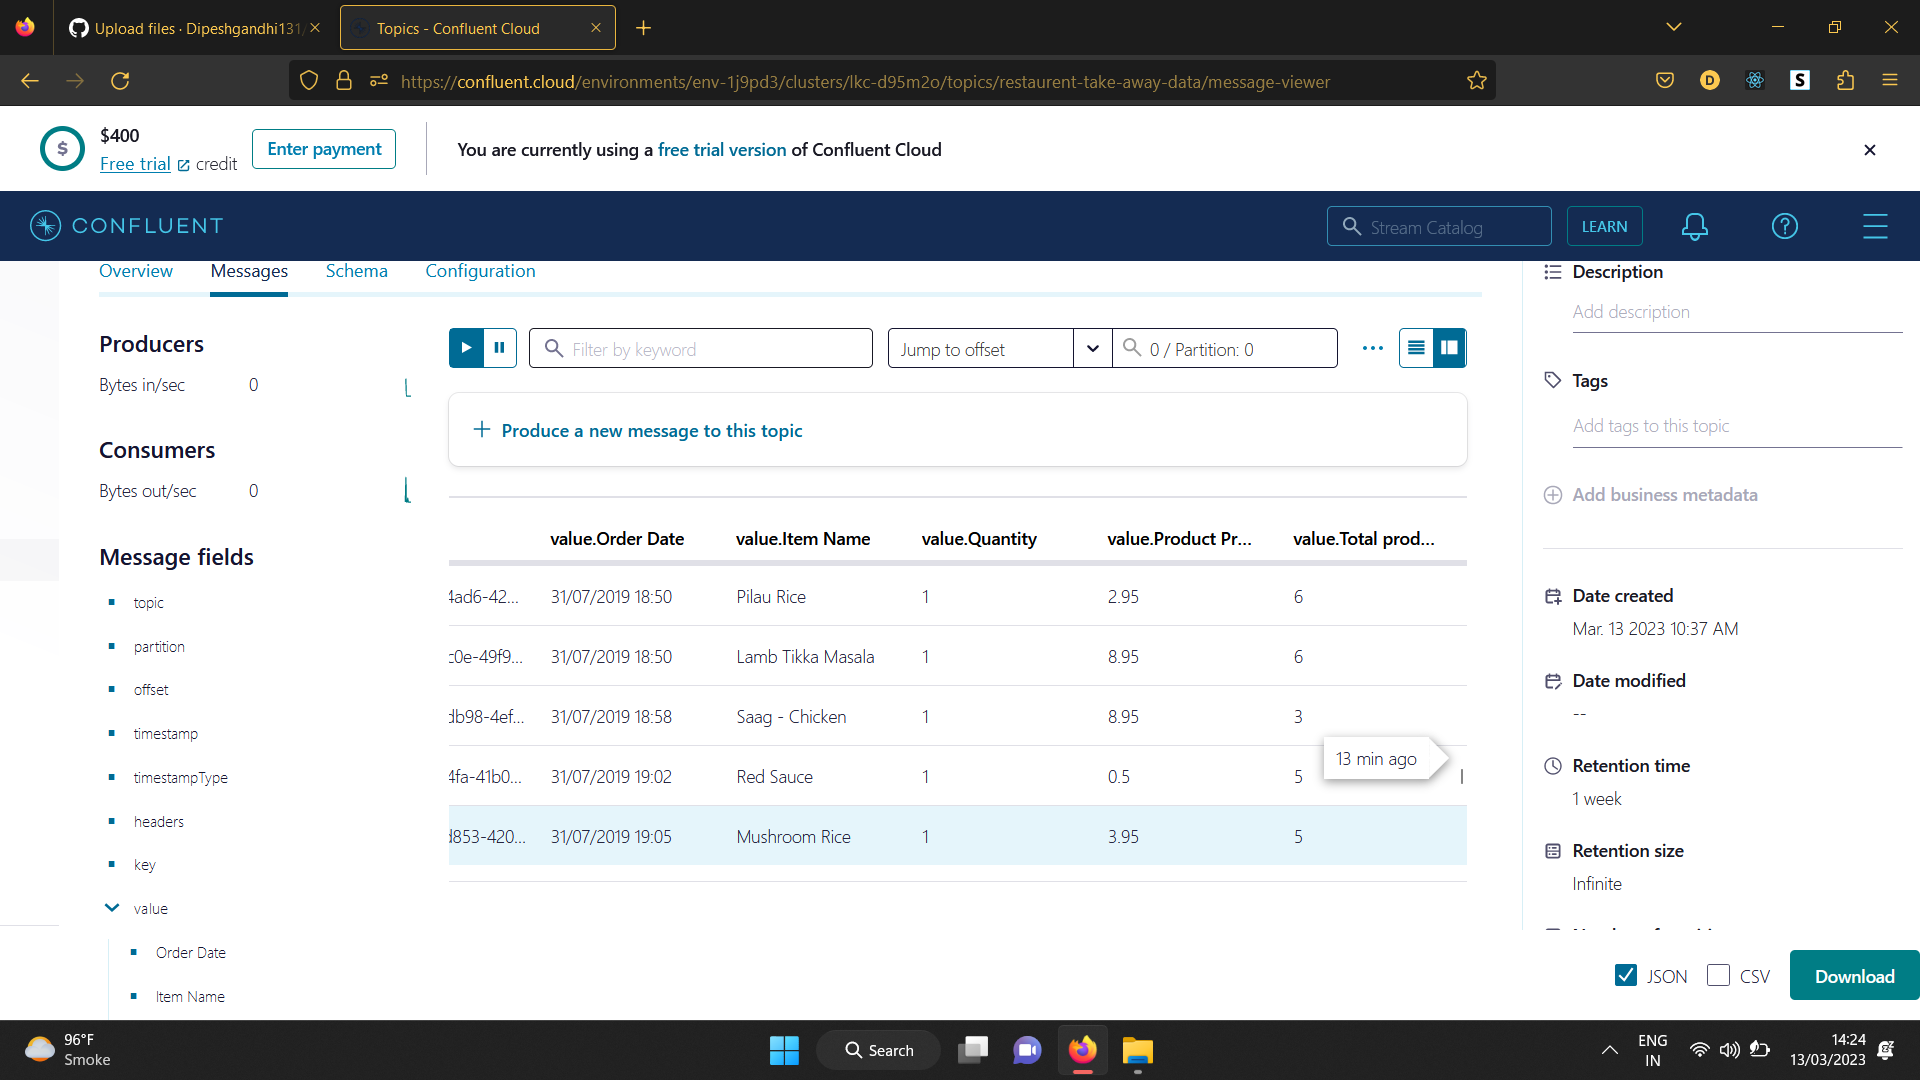 Upload files · Dipeshgandhi131/
Topics - Confluent Cloud
https://confluent.cloud/environments/env-1j9pd3/clusters/lkc-d95m2o/topics/restaurent-take-away-data/message-viewer
D
S
$
$400
Free trial credit
Enter payment
You are currently using a free trial version of Confluent Cloud
CONFLUENT
Stream Catalog
LEARN
Overview
Messages
Schema
Configuration
Producers
Bytes in/sec 0
Consumers
Bytes out/sec 0
Message fields
topic
partition
offset
timestamp
timestampType
headers
key
value
Order Date
Item Name
Filter by keyword
Jump to offset
0 / Partition: 0
Produce a new message to this topic
value.Order Date value.Item Name value.Quantity value.Product Pr... value.Total prod...
4ad6-42... 31/07/2019 18:50 Pilau Rice 1 2.95 6
c0e-49f9... 31/07/2019 18:50 Lamb Tikka Masala 1 8.95 6
db98-4ef... 31/07/2019 18:58 Saag - Chicken 1 8.95 3
13 min ago
4fa-41b0... 31/07/2019 19:02 Red Sauce 1 0.5 5
d853-420... 31/07/2019 19:05 Mushroom Rice 1 3.95 5
Description
Add description
Tags
Add tags to this topic
Add business metadata
Date created
Mar. 13 2023 10:37 AM
Date modified
--
Retention time
1 week
Retention size
Infinite
JSON
CSV
Download
96°F
Smoke
Search
ENG
IN
14:24
13/03/2023